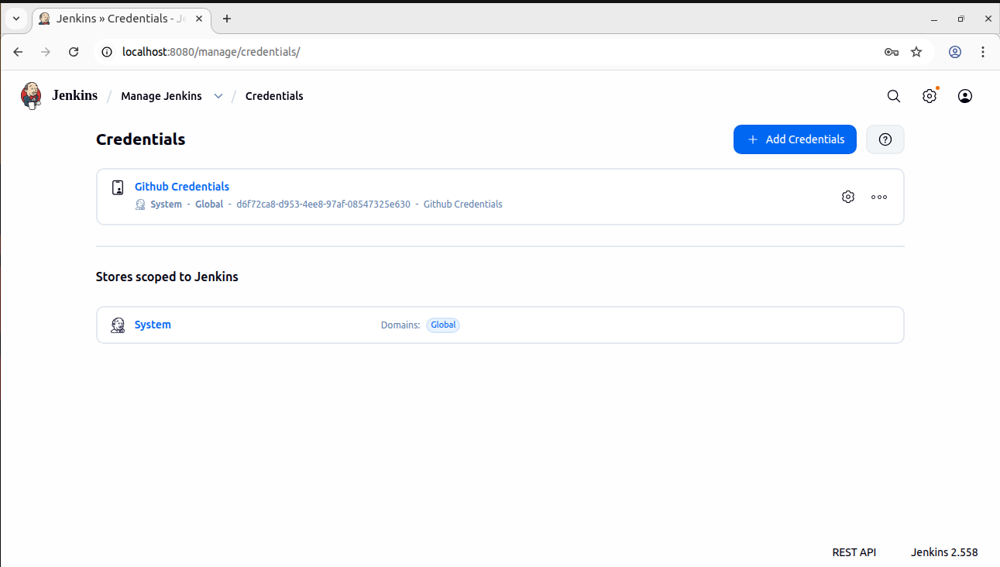 Jenkins » Credentials - Je
localhost:8080/manage/credentials/
Jenkins / Manage Jenkins / Credentials
Credentials
+ Add Credentials
Github Credentials
System - Global - d6f72ca8-d953-4ee8-97af-08547325e630 - Github Credentials
Stores scoped to Jenkins
System Domains: Global
REST API Jenkins 2.558